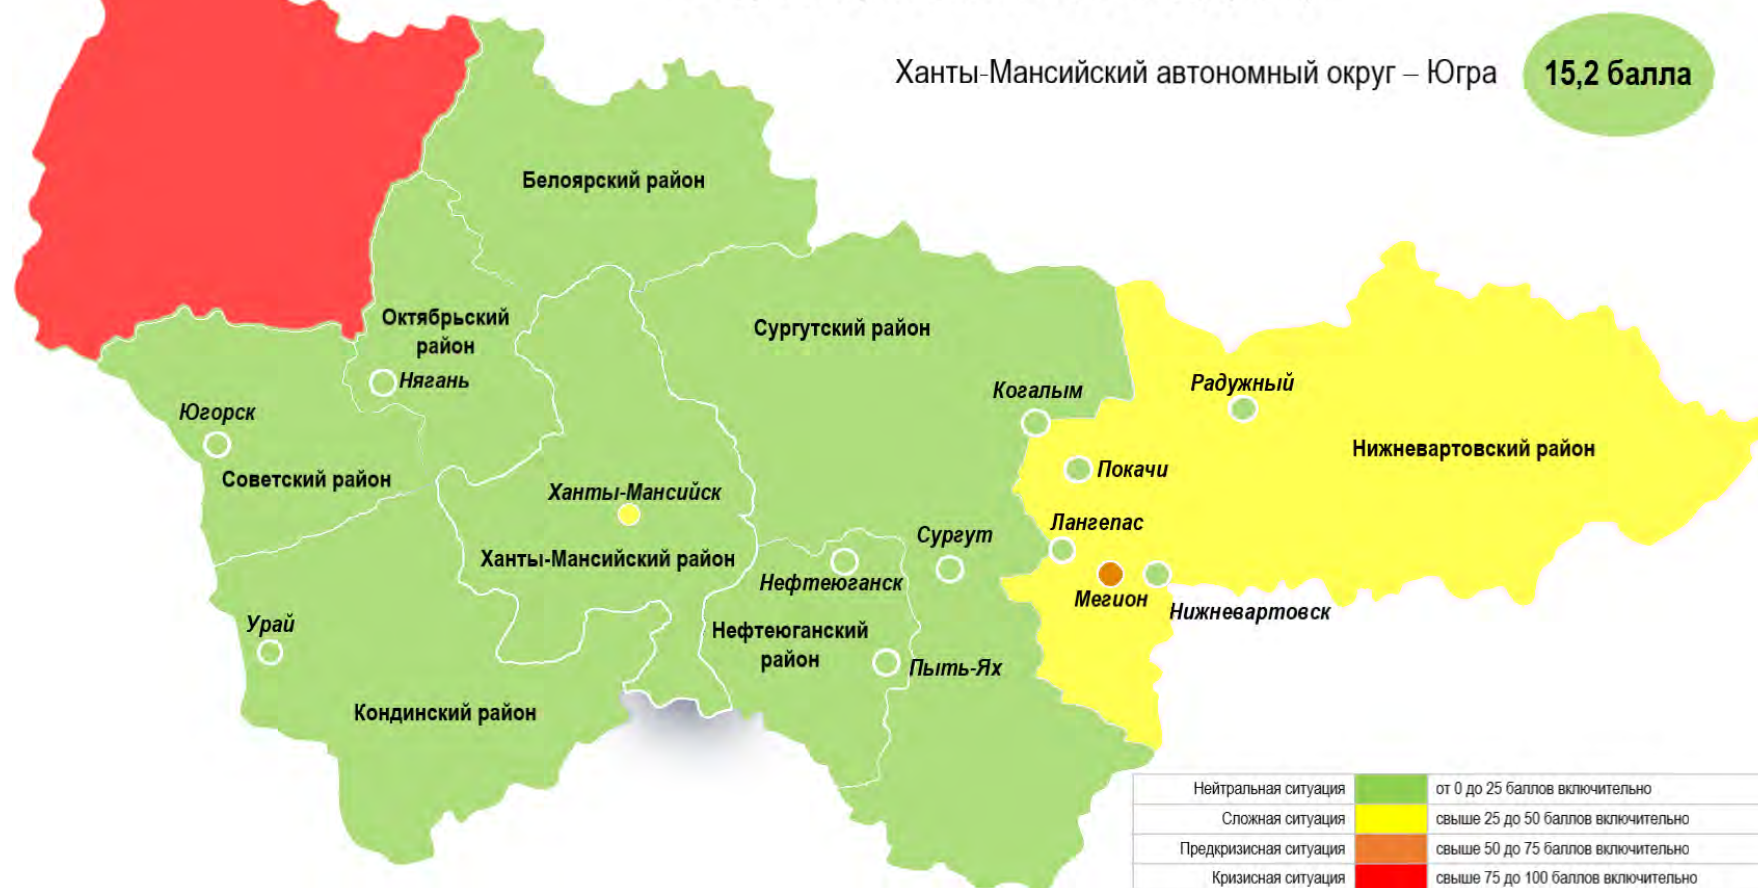 Ханты-Мансийский автономный округ – Югра
15,2 балла
Белоярский район
Октябрьский
район
Сургутский район
Нягань
Когалым
Радужный
Югорск
Нижневартовский район
Советский район
Покачи
Ханты-Мансийск
Лангепас
Сургут
Ханты-Мансийский район
Нефтеюганск
Мегион
Нижневартовск
Урай
Нефтеюганский
район
Пыть-Ях
Кондинский район
Нейтральная ситуация от 0 до 25 баллов включительно
Сложная ситуация свыше 25 до 50 баллов включительно
Предкризисная ситуация свыше 50 до 75 баллов включительно
Кризисная ситуация свыше 75 до 100 баллов включительно